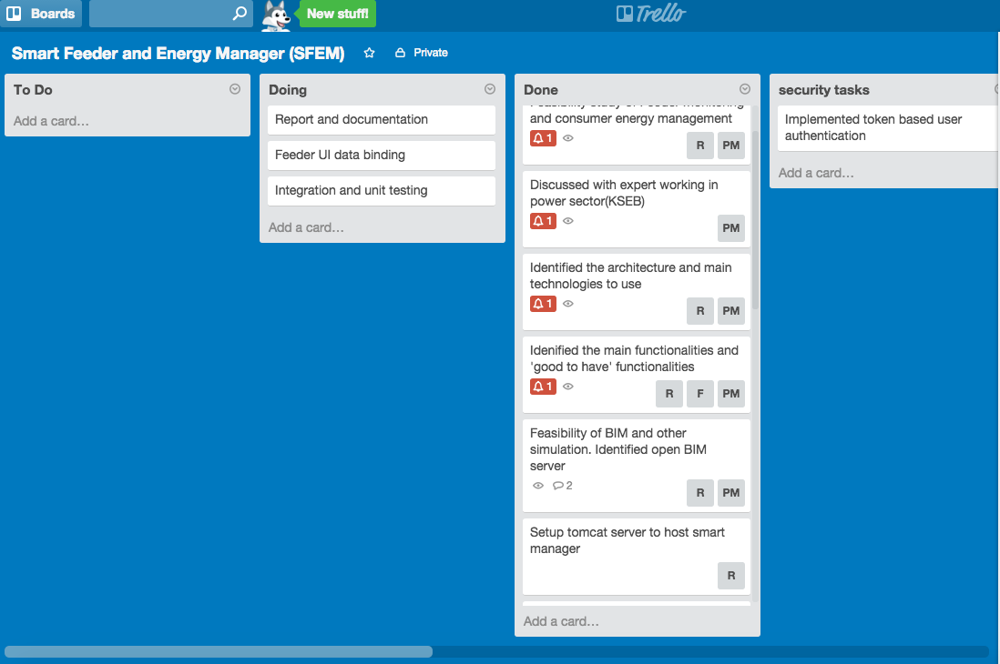 Boards
New stuff!
Trello
Smart Feeder and Energy Manager (SFEM)
Private
To Do
Add a card…
Doing
Report and documentation
Feeder UI data binding
Integration and unit testing
Add a card…
Done
Feasibility study of Feeder monitoring
and consumer energy management
1
R
PM
Discussed with expert working in
power sector(KSEB)
1
PM
Identified the architecture and main
technologies to use
1
R
PM
Idenified the main functionalities and
'good to have' functionalities
1
R
F
PM
Feasibility of BIM and other
simulation. Identified open BIM
server
2
R
PM
Setup tomcat server to host smart
manager
R
Add a card…
security tasks
Implemented token based user
authentication
Add a card…